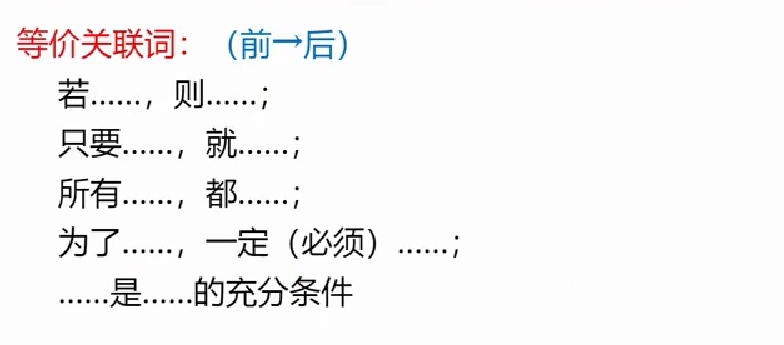 等价关联词：（前→后）
若……，则……；
只要……，就……；
所有……，都……；
为了……，一定（必须）……；
……是……的充分条件